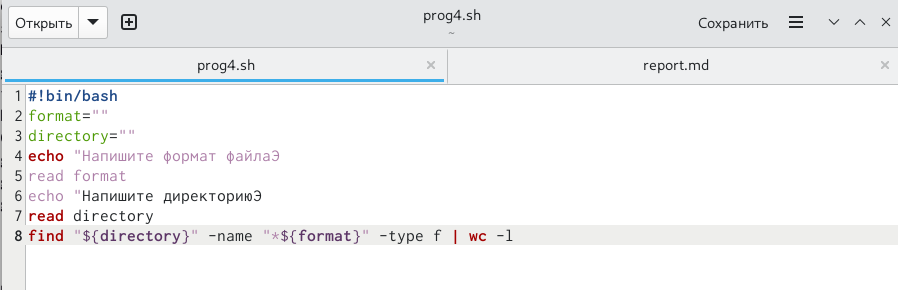 Открыть
prog4.sh
~
Сохранить
prog4.sh
report.md
1 #!bin/bash
2 format=""
3 directory=""
4 echo "Напишите формат файлаЭ
5 read format
6 echo "Напишите директориюЭ
7 read directory
8 find "${directory}" -name "*${format}" -type f | wc -l